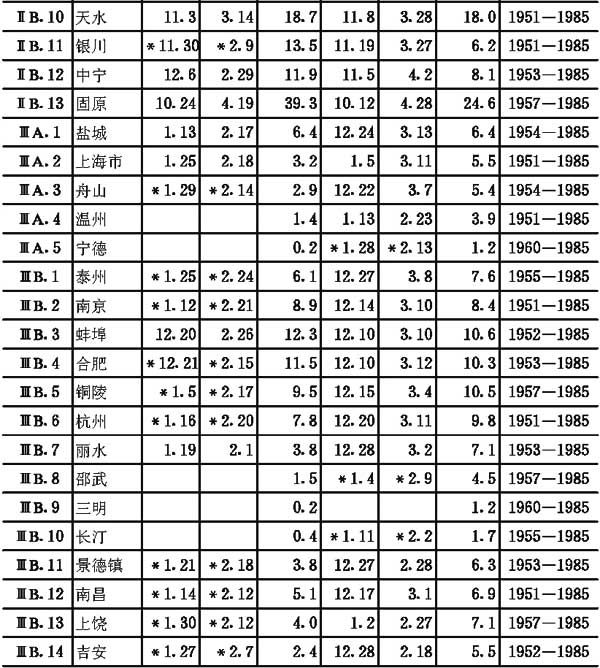 ⅡB.10 天水 11.3 3.14 18.7 11.8 3.28 18.0 1951—1985
ⅡB.11 银川 *11.30 *2.9 13.5 11.19 3.27 6.2 1951—1985
ⅡB.12 中宁 12.6 2.29 11.9 11.5 4.2 8.1 1953—1985
ⅡB.13 固原 10.24 4.19 39.3 10.12 4.28 24.6 1957—1985
ⅢA.1 盐城 1.13 2.17 6.4 12.24 3.13 6.4 1954—1985
ⅢA.2 上海市 1.25 2.18 3.2 1.5 3.11 5.5 1951—1985
ⅢA.3 舟山 *1.29 *2.14 2.9 12.22 3.7 5.4 1954—1985
ⅢA.4 温州 1.4 1.13 2.23 3.9 1951—1985
ⅢA.5 宁德 0.2 *1.28 *2.13 1.2 1960—1985
ⅢB.1 泰州 *1.25 *2.24 6.1 12.27 3.8 7.6 1955—1985
ⅢB.2 南京 *1.12 *2.21 8.9 12.14 3.10 8.4 1951—1985
ⅢB.3 蚌埠 12.20 2.26 12.3 12.10 3.10 10.6 1952—1985
ⅢB.4 合肥 *12.21 *2.15 11.5 12.10 3.12 10.3 1953—1985
ⅢB.5 铜陵 *1.5 *2.17 9.5 12.15 3.4 10.5 1957—1985
ⅢB.6 杭州 *1.16 *2.20 7.8 12.20 3.11 9.8 1951—1985
ⅢB.7 丽水 1.19 2.1 3.8 12.28 3.2 7.1 1953—1985
ⅢB.8 邵武 1.5 *1.4 *2.9 4.5 1957—1985
ⅢB.9 三明 0.2 1.2 1960—1985
ⅢB.10 长汀 0.4 *1.11 *2.2 1.7 1955—1985
ⅢB.11 景德镇 *1.21 *2.18 3.8 12.27 2.28 6.3 1953—1985
ⅢB.12 南昌 *1.14 *2.12 5.1 12.17 3.1 6.9 1951—1985
ⅢB.13 上饶 *1.30 *2.12 4.0 1.2 2.27 7.1 1957—1985
ⅢB.14 吉安 *1.27 *2.7 2.4 12.28 2.18 5.5 1952—1985